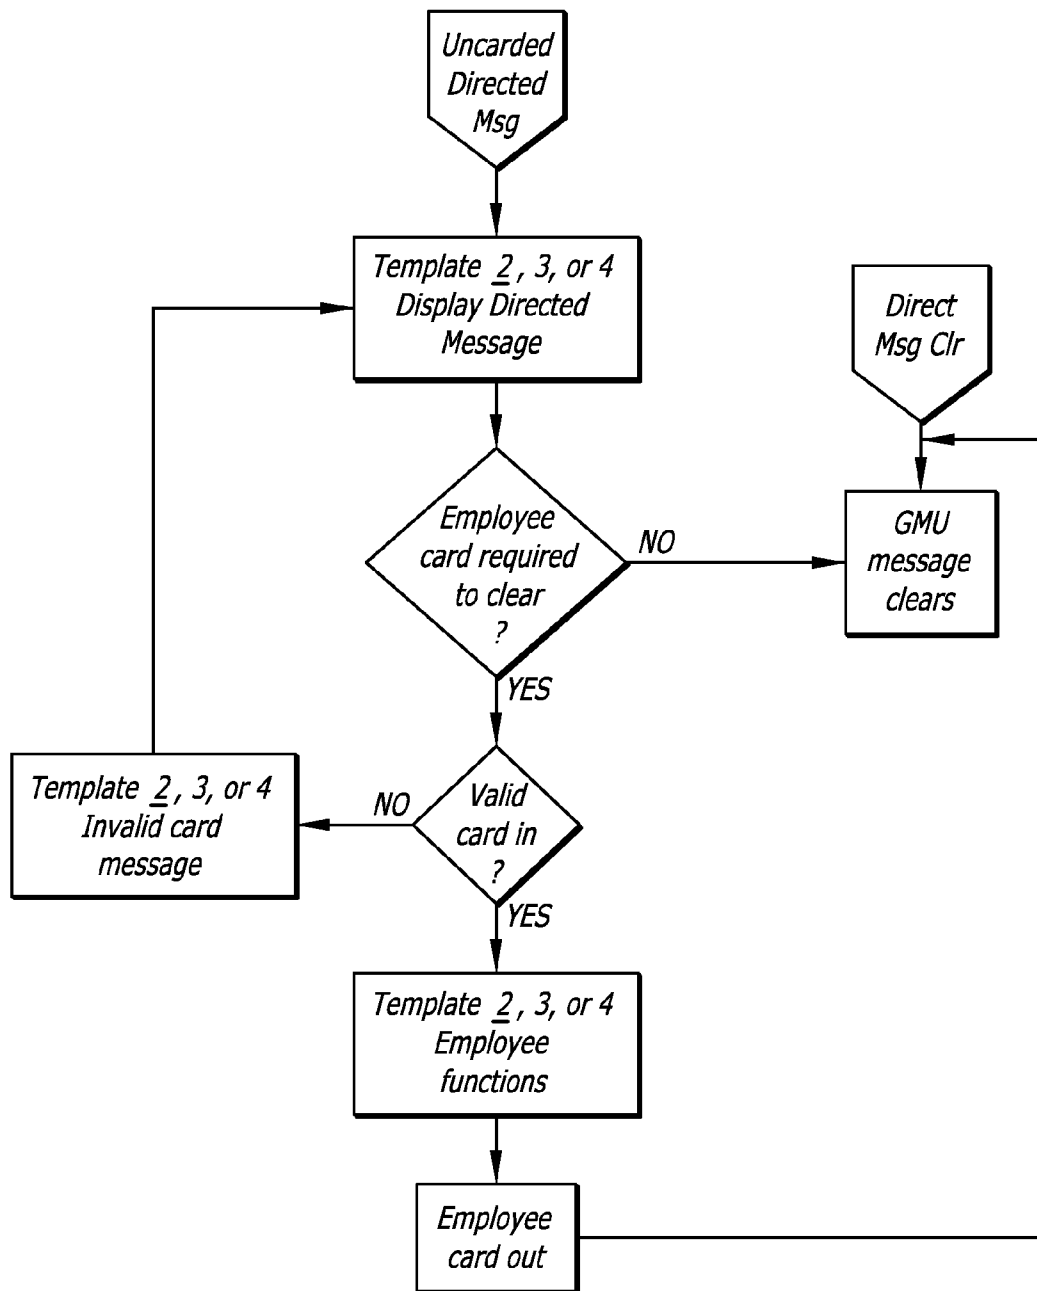 Uncarded
Directed
Msg
Template 2, 3, or 4
Display Directed
Message
Direct
Msg Clr
Employee
card required
to clear
?
NO
GMU
message
clears
YES
Template 2, 3, or 4
Invalid card
message
NO
Valid
card in
?
YES
Template 2, 3, or 4
Employee
functions
Employee
card out